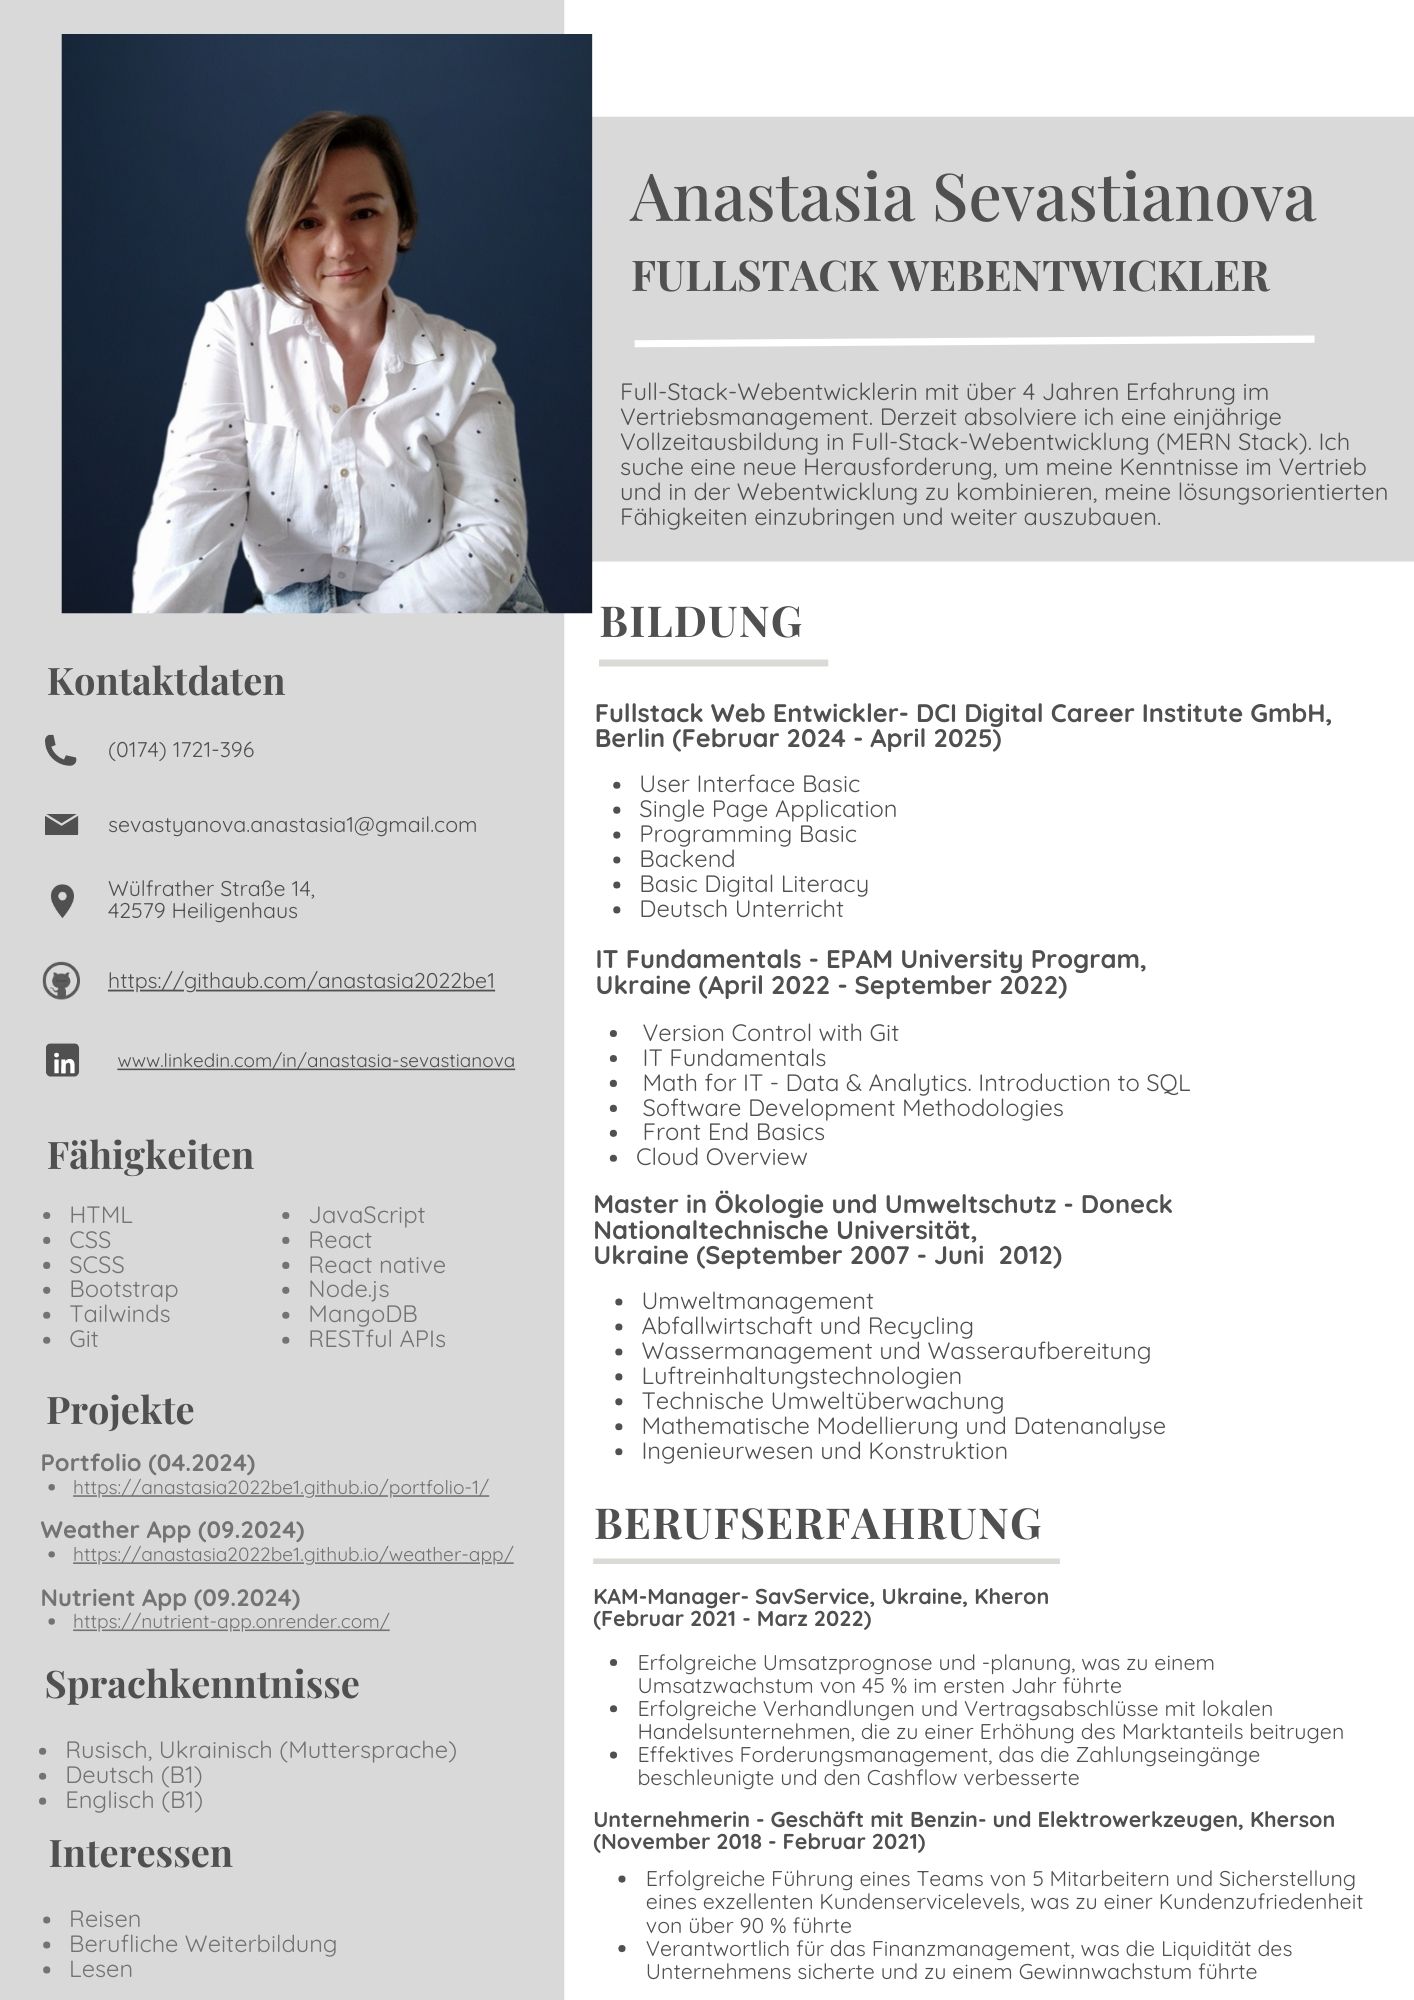 Anastasia Sevastianova
FULLSTACK WEBENTWICKLER
Full-Stack-Webentwicklerin mit über 4 Jahren Erfahrung im
Vertriebsmanagement. Derzeit absolviere ich eine einjährige
Vollzeitausbildung in Full-Stack-Webentwicklung (MERN Stack). Ich
suche eine neue Herausforderung, um meine Kenntnisse im Vertrieb
und in der Webentwicklung zu kombinieren, meine lösungsorientierten
Fähigkeiten einzubringen und weiter auszubauen.
Kontaktdaten
(0174) 1721-396
sevastyanova.anastasia1@gmail.com
Wülfrather Straße 14,
42579 Heiligenhaus
https://githaub.com/anastasia2022be1
in www.linkedin.com/in/anastasia-sevastianova
Fähigkeiten
• HTML
• CSS
• SCSS
• Bootstrap
• Tailwinds
• Git
• JavaScript
• React
• React native
• Node.js
• MangoDB
• RESTful APIs
Projekte
Portfolio (04.2024)
• https://anastasia2022be1.github.io/portfolio-1/
Weather App (09.2024)
• https://anastasia2022be1.github.io/weather-app/
Nutrient App (09.2024)
• https://nutrient-app.onrender.com/
Sprachkenntnisse
• Rusisch, Ukrainisch (Muttersprache)
• Deutsch (B1)
• Englisch (B1)
Interessen
• Reisen
• Berufliche Weiterbildung
• Lesen
BILDUNG
Fullstack Web Entwickler- DCI Digital Career Institute GmbH,
Berlin (Februar 2024 - April 2025)
• User Interface Basic
• Single Page Application
• Programming Basic
• Backend
• Basic Digital Literacy
• Deutsch Unterricht
IT Fundamentals - EPAM University Program,
Ukraine (April 2022 - September 2022)
• Version Control with Git
• IT Fundamentals
• Math for IT - Data & Analytics. Introduction to SQL
• Software Development Methodologies
• Front End Basics
• Cloud Overview
Master in Ökologie und Umweltschutz - Doneck
Nationaltechnische Universität,
Ukraine (September 2007 - Juni 2012)
• Umweltmanagement
• Abfallwirtschaft und Recycling
• Wassermanagement und Wasseraufbereitung
• Luftreinhaltungstechnologien
• Technische Umweltüberwachung
• Mathematische Modellierung und Datenanalyse
• Ingenieurwesen und Konstruktion
BERUFSERFAHRUNG
KAM-Manager- SavService, Ukraine, Kheron
(Februar 2021 - Marz 2022)
• Erfolgreiche Umsatzprognose und -planung, was zu einem
Umsatzwachstum von 45 % im ersten Jahr führte
• Erfolgreiche Verhandlungen und Vertragsabschlüsse mit lokalen
Handelsunternehmen, die zu einer Erhöhung des Marktanteils beitrugen
• Effektives Forderungsmanagement, das die Zahlungseingänge
beschleunigte und den Cashflow verbesserte
Unternehmerin - Geschäft mit Benzin- und Elektrowerkzeugen, Kherson
(November 2018 - Februar 2021)
• Erfolgreiche Führung eines Teams von 5 Mitarbeitern und Sicherstellung
eines exzellenten Kundenservicelevels, was zu einer Kundenzufriedenheit
von über 90 % führte
• Verantwortlich für das Finanzmanagement, was die Liquidität des
Unternehmens sicherte und zu einem Gewinnwachstum führte